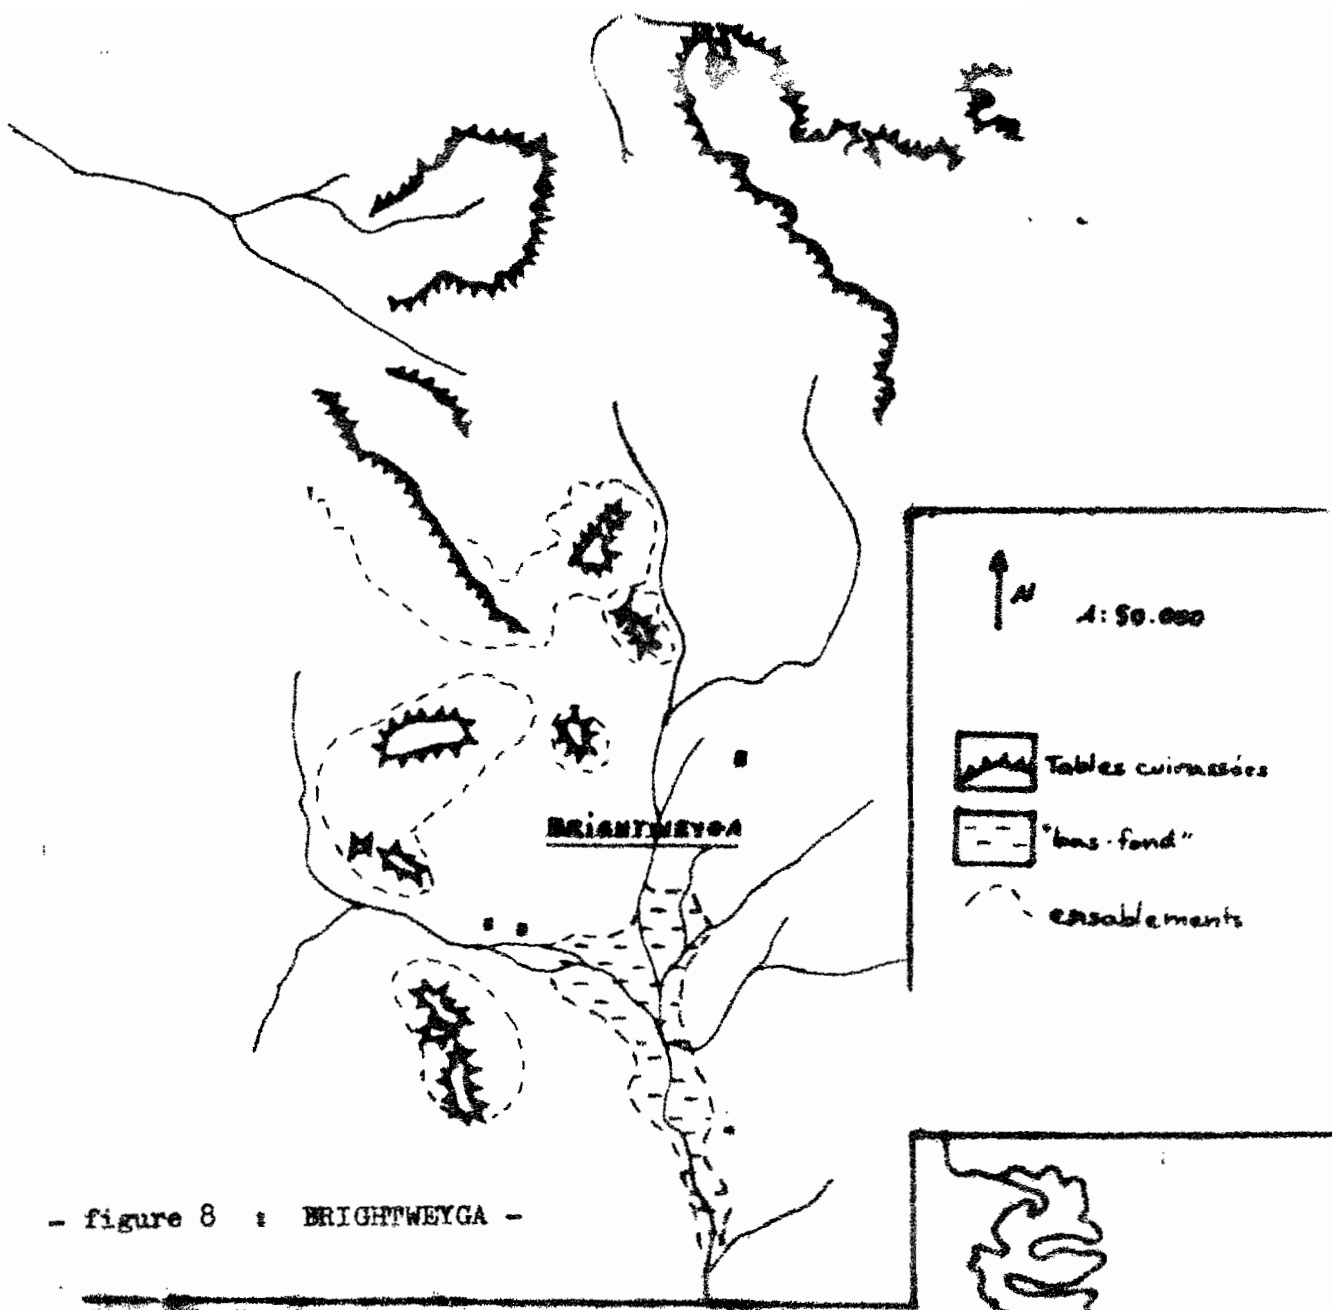 N
1:50.000
Tables cuirassées
"bas-fond"
ensablements
BRIGHTWEYGA
- figure 8 : BRIGHTWEYGA -